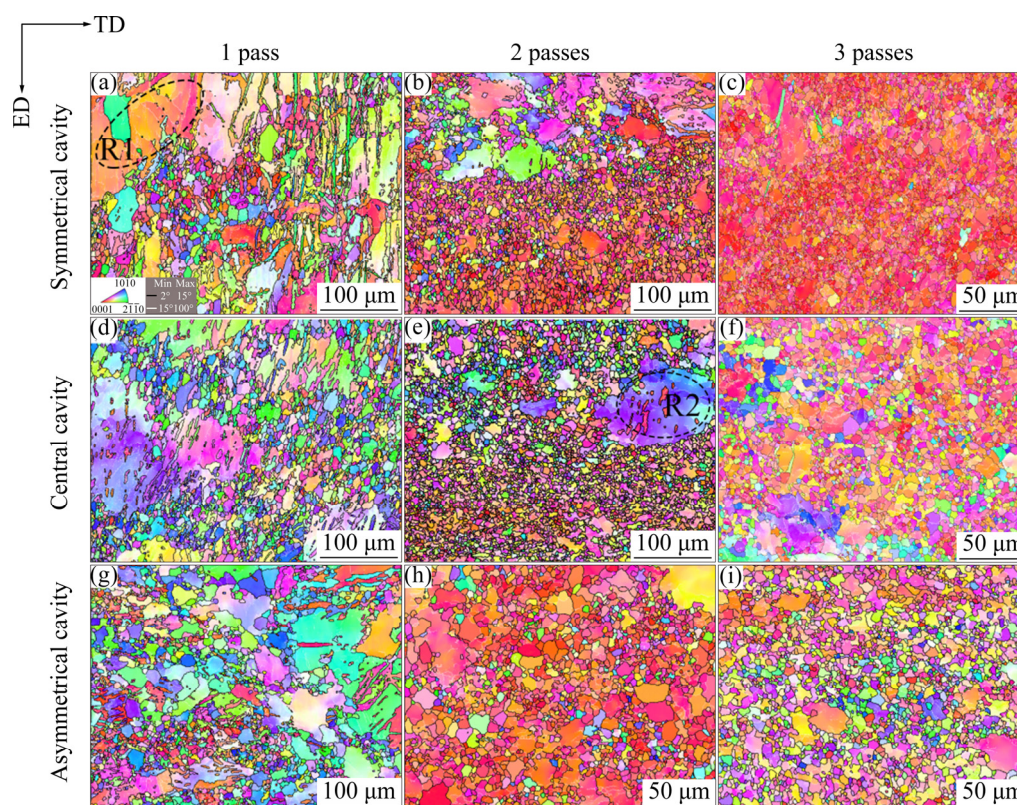 TD
ED
1 pass
2 passes
3 passes
Symmetrical cavity
(a)
R1
1010
0001 2110
Min Max
2° 15°
15° 100°
100 μm
(b)
100 μm
(c)
50 μm
Central cavity
(d)
100 μm
(e)
R2
100 μm
(f)
50 μm
Asymmetrical cavity
(g)
100 μm
(h)
50 μm
(i)
50 μm